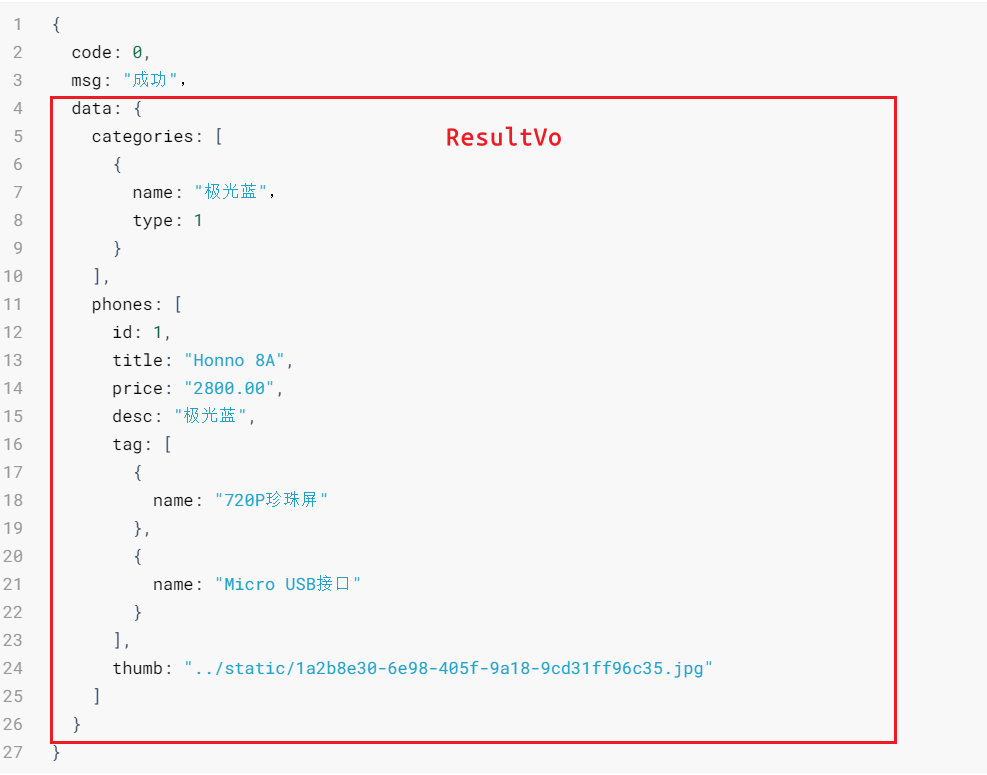 1 {
2 code: 0,
3 msg: "成功",
4 data: {
5 categories: [
ResultVo
6 {
7 name: "极光蓝",
8 type: 1
9 }
10 ],
11 phones: [
12 id: 1,
13 title: "Honno 8A",
14 price: "2800.00",
15 desc: "极光蓝",
16 tag: [
17 {
18 name: "720P珍珠屏"
19 },
20 {
21 name: "Micro USB接口"
22 }
23 ],
24 thumb: "../static/1a2b8e30-6e98-405f-9a18-9cd31ff96c35.jpg"
25 ]
26 }
27 }